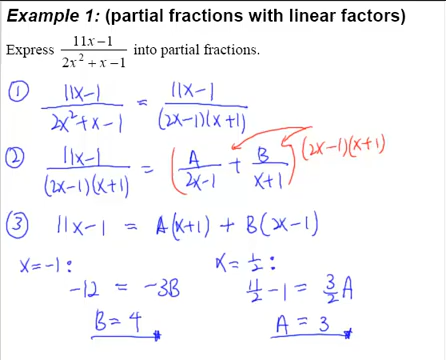 Example 1: (partial fractions with linear factors)
Express (11x−1)/(2x²+x−1) into partial fractions.
① (11x−1)/(2x²+x−1) = (11x−1)/((2x−1)(x+1))
② (11x−1)/((2x−1)(x+1)) = (A/(2x−1) + B/(x+1)) (2x−1)(x+1)
③ 11x−1 = A(x+1) + B(2x−1)
x=−1: x=1/2:
−12 = −3B 11/2 −1 = 3/2 A
B=4 A=3